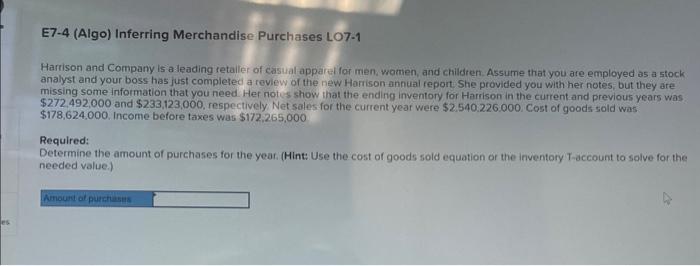 E7-4 (Algo) Inferring Merchandise Purchases LO7-1
Harrison and Company is a leading retailer of casual apparel for men, women, and children. Assume that you are employed as a stock
analyst and your boss has just completed a review of the new Harrison annual report. She provided you with her notes, but they are
missing some information that you need. Her notes show that the ending inventory for Harrison in the current and previous years was
$272,492,000 and $233,123,000, respectively. Net sales for the current year were $2,540,226,000. Cost of goods sold was
$178,624,000. Income before taxes was $172,265,000.
Required:
Determine the amount of purchases for the year. (Hint: Use the cost of goods sold equation or the inventory T-account to solve for the
needed value.)
Amount of purchases
es